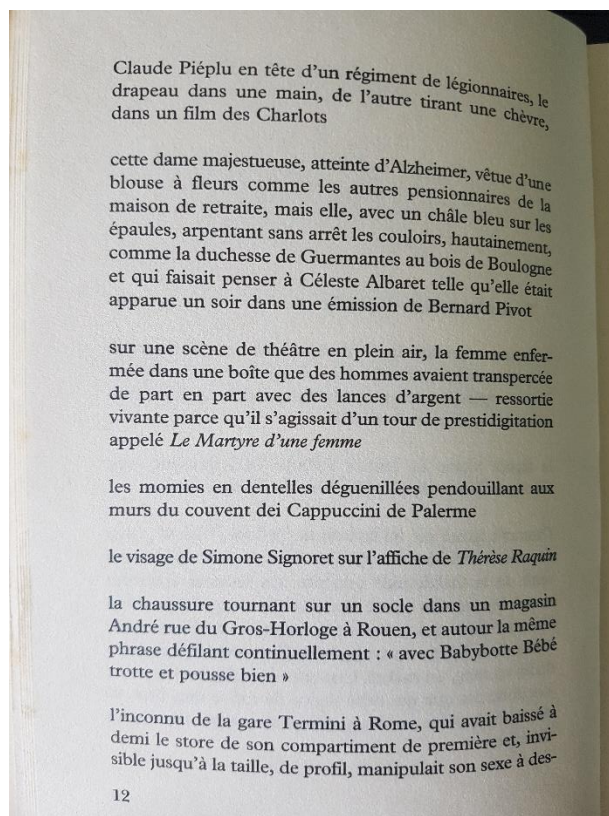 Claude Piéplu en tête d'un régiment de légionnaires, le
drapeau dans une main, de l'autre tirant une chèvre,
dans un film des Charlots
cette dame majestueuse, atteinte d'Alzheimer, vêtue d'une
blouse à fleurs comme les autres pensionnaires de la
maison de retraite, mais elle, avec un châle bleu sur les
épaules, arpentant sans arrêt les couloirs, hautainement,
comme la duchesse de Guermantes au bois de Boulogne
et qui faisait penser à Céleste Albaret telle qu'elle était
apparue un soir dans une émission de Bernard Pivot
sur une scène de théâtre en plein air, la femme enfer-
mée dans une boîte que des hommes avaient transpercée
de part en part avec des lances d'argent — ressortie
vivante parce qu'il s'agissait d'un tour de prestidigitation
appelé Le Martyre d'une femme
les momies en dentelles déguenillées pendouillant aux
murs du couvent dei Cappuccini de Palerme
le visage de Simone Signoret sur l'affiche de Thérèse Raquin
la chaussure tournant sur un socle dans un magasin
André rue du Gros-Horloge à Rouen, et autour la même
phrase défilant continuellement : « avec Babybotte Bébé
trotte et pousse bien »
l'inconnu de la gare Termini à Rome, qui avait baissé à
demi le store de son compartiment de première et, invi-
sible jusqu'à la taille, de profil, manipulait son sexe à des-
12